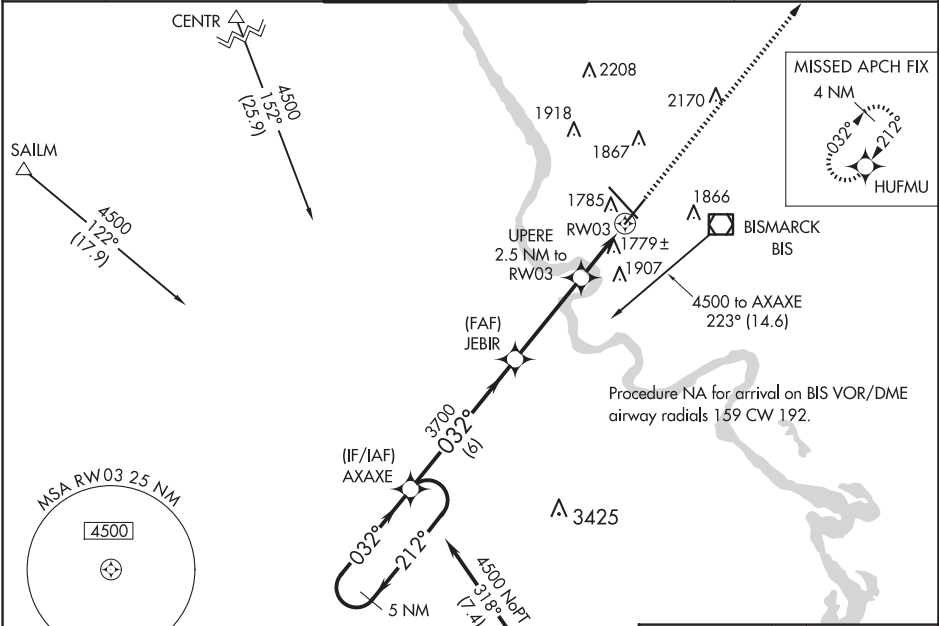 CENTR
4500
152°
(25.9)
SAILM
4500
122°
(17.9)
2208
1918
2170
1867
1785
RW03
1866
BISMARCK
BIS
UPERE
2.5 NM to
RW03
1779±
1907
4500 to AXAXE
223° (14.6)
MISSED APCH FIX
4 NM
032°
212°
HUFMU
(FAF)
JEBIR
Procedure NA for arrival on BIS VOR/DME
airway radials 159 CW 192.
3700
032°
(6)
(IF/IAF)
AXAXE
032°
212°
5 NM
3425
4500 NoPT
318°
(7.4)
MSA RW03 25 NM
4500